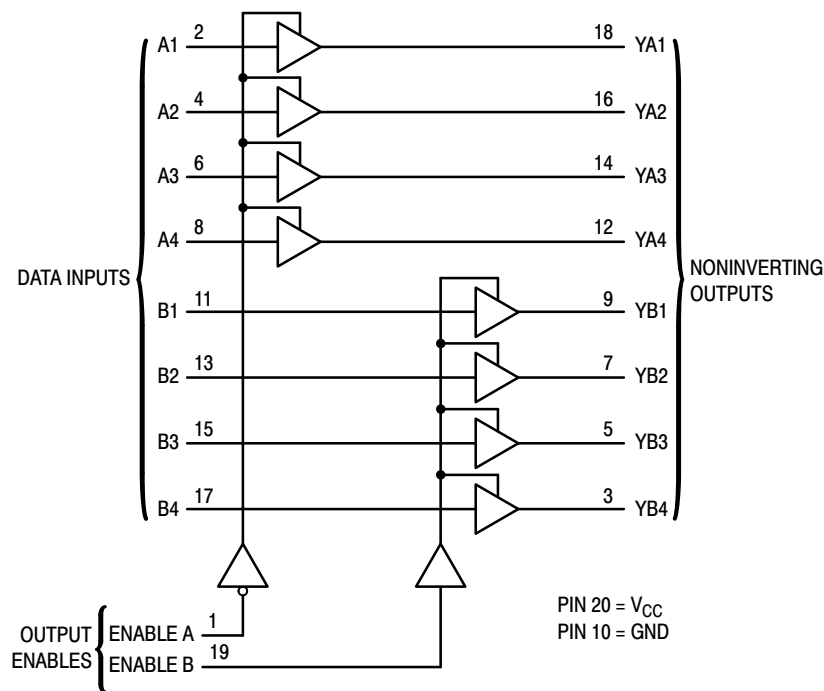 A1 2 18 YA1
A2 4 16 YA2
A3 6 14 YA3
A4 8 12 YA4
DATA INPUTS
NONINVERTING
OUTPUTS
B1 11 9 YB1
B2 13 7 YB2
B3 15 5 YB3
B4 17 3 YB4
PIN 20 = VCC
PIN 10 = GND
OUTPUT
ENABLES
ENABLE A 1
ENABLE B 19